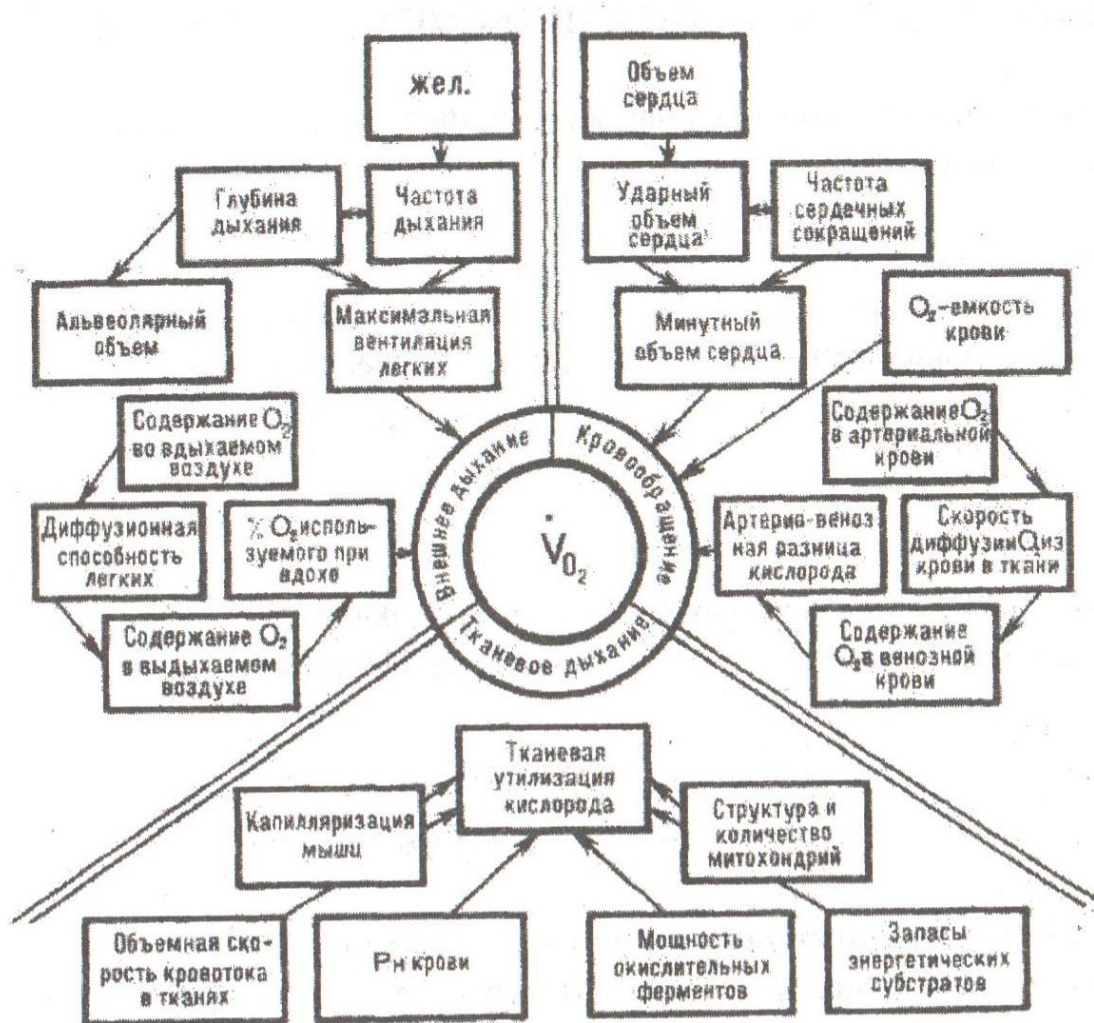 жел.
Объем
сердца
Глубина
дыхания
Частота
дыхания
Ударный
объем
сердца
Частота
сердечных
сокращений
Альвеолярный
объем
Максимальная
вентиляция
легких
Минутный
объем сердца
O₂-емкость
крови
Содержание O₂
во вдыхаемом
воздухе
Диффузионная
способность
легких
% O₂ исполь-
зуемого при
вдохе
Содержание O₂
в выдыхаемом
воздухе
Внешнее дыхание
Кровообращение
Тканевое дыхание
V̇O₂
Содержание O₂
в артериальной
крови
Артерио-веноз
ная разница
кислорода
Скорость
диффузии O из
крови в ткани
Содержание
O₂ в венозной
крови
Тканевая
утилизация
кислорода
Капилляризация
мышц
Структура и
количество
митохондрий
Объемная ско-
рость кровотока
в тканях
Рн крови
Мощность
окислительных
ферментов
Запасы
энергетических
субстратов